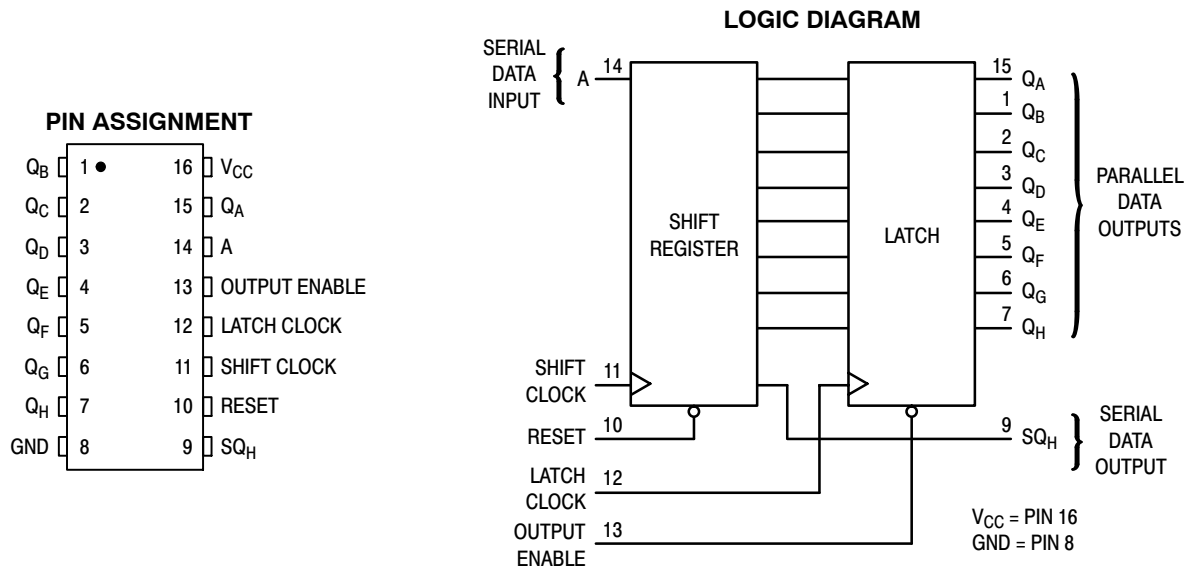 PIN ASSIGNMENT
QB 1 16 VCC
QC 2 15 QA
QD 3 14 A
QE 4 13 OUTPUT ENABLE
QF 5 12 LATCH CLOCK
QG 6 11 SHIFT CLOCK
QH 7 10 RESET
GND 8 9 SQH
LOGIC DIAGRAM
SERIAL
DATA
INPUT
A 14
SHIFT
REGISTER
LATCH
15 QA
1 QB
2 QC
3 QD
4 QE
5 QF
6 QG
7 QH
PARALLEL
DATA
OUTPUTS
SHIFT
CLOCK
11
RESET 10
LATCH
CLOCK
12
OUTPUT
ENABLE
13
9 SQH
SERIAL
DATA
OUTPUT
VCC = PIN 16
GND = PIN 8